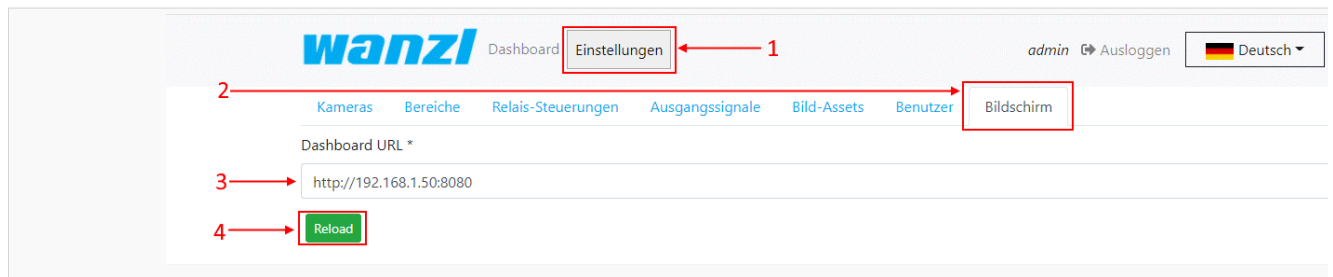 wanzl Dashboard Einstellungen 1 admin Ausloggen Deutsch
2
Kameras Bereiche Relais-Steuerungen Ausgangssignale Bild-Assets Benutzer Bildschirm
Dashboard URL *
3 http://192.168.1.50:8080
4 Reload